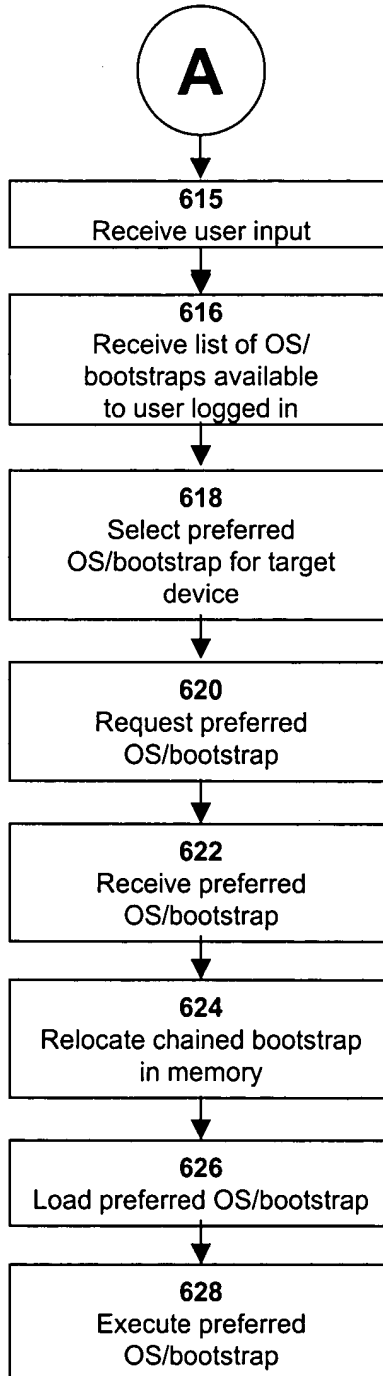 A
615
Receive user input
616
Receive list of OS/
bootstraps available
to user logged in
618
Select preferred
OS/bootstrap for target
device
620
Request preferred
OS/bootstrap
622
Receive preferred
OS/bootstrap
624
Relocate chained bootstrap
in memory
626
Load preferred OS/bootstrap
628
Execute preferred
OS/bootstrap